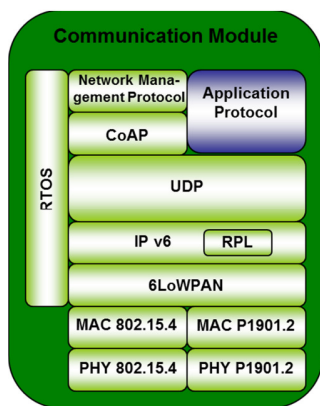 Communication Module
Network Mana-
gement Protocol
Application
Protocol
CoAP
RTOS
UDP
IP v6
RPL
6LoWPAN
MAC 802.15.4
MAC P1901.2
PHY 802.15.4
PHY P1901.2